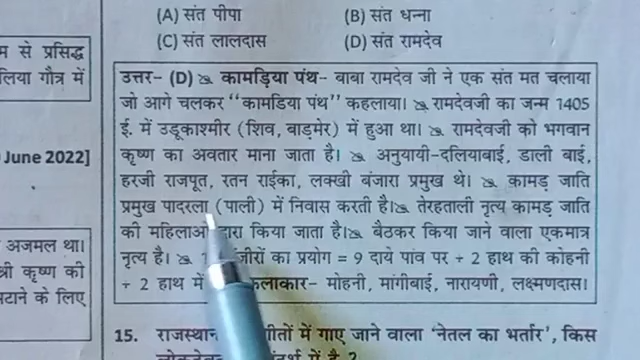 (A) संत पीपा (B) संत धन्ना
(C) संत लालदास (D) संत रामदेव
म से प्रसिद्ध
लिया गौत्र में
June 2022]
अजमल था।
श्री कृष्ण की
मटाने के लिए
उत्तर- (D) कामड़िया पंथ- बाबा रामदेव जी ने एक संत मत चलाया
जो आगे चलकर "कामडिया पंथ" कहलाया। रामदेवजी का जन्म 1405
ई. में उडूकाश्मीर (शिव, बाड़मेर) में हुआ था। रामदेवजी को भगवान
कृष्ण का अवतार माना जाता है। अनुयायी-दलियाबाई, डाली बाई,
हरजी राजपूत, रतन राईका, लक्खी बंजारा प्रमुख थे। कामड़ जाति
प्रमुख पादरला (पाली) में निवास करती है। तेरहताली नृत्य कामड़ जाति
की महिलाओं द्वारा किया जाता है। बैठकर किया जाने वाला एकमात्र
नृत्य है। का प्रयोग = 9 दाये पांव पर + 2 हाथ की कोहनी
+ 2 हाथ में कलाकार- मोहनी, मांगीबाई, नारायणी, लक्ष्मणदास।
15. राजस्थान गीतों में गाए जाने वाला 'नेतल का भर्तार', किस
में है ?